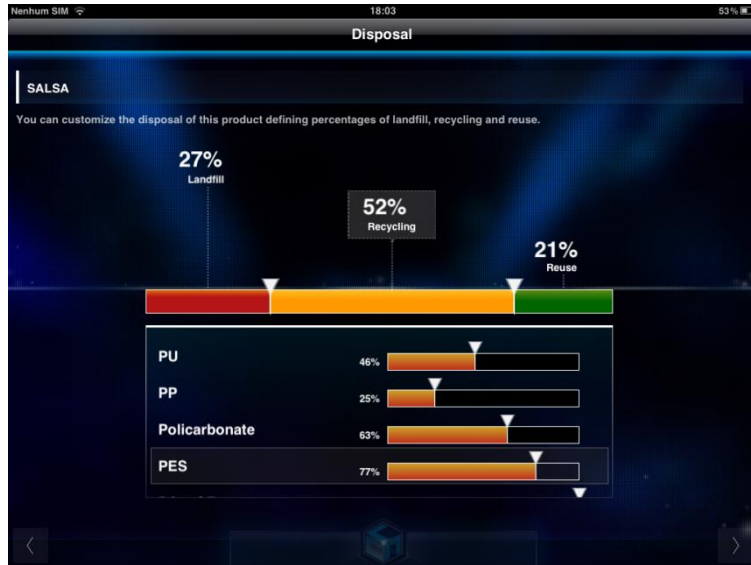 Nenhum SIM 18:03 53%
Disposal
SALSA
You can customize the disposal of this product defining percentages of landfill, recycling and reuse.
27%
Landfill
52%
Recycling
21%
Reuse
PU 46%
PP 25%
Policarbonate 63%
PES 77%